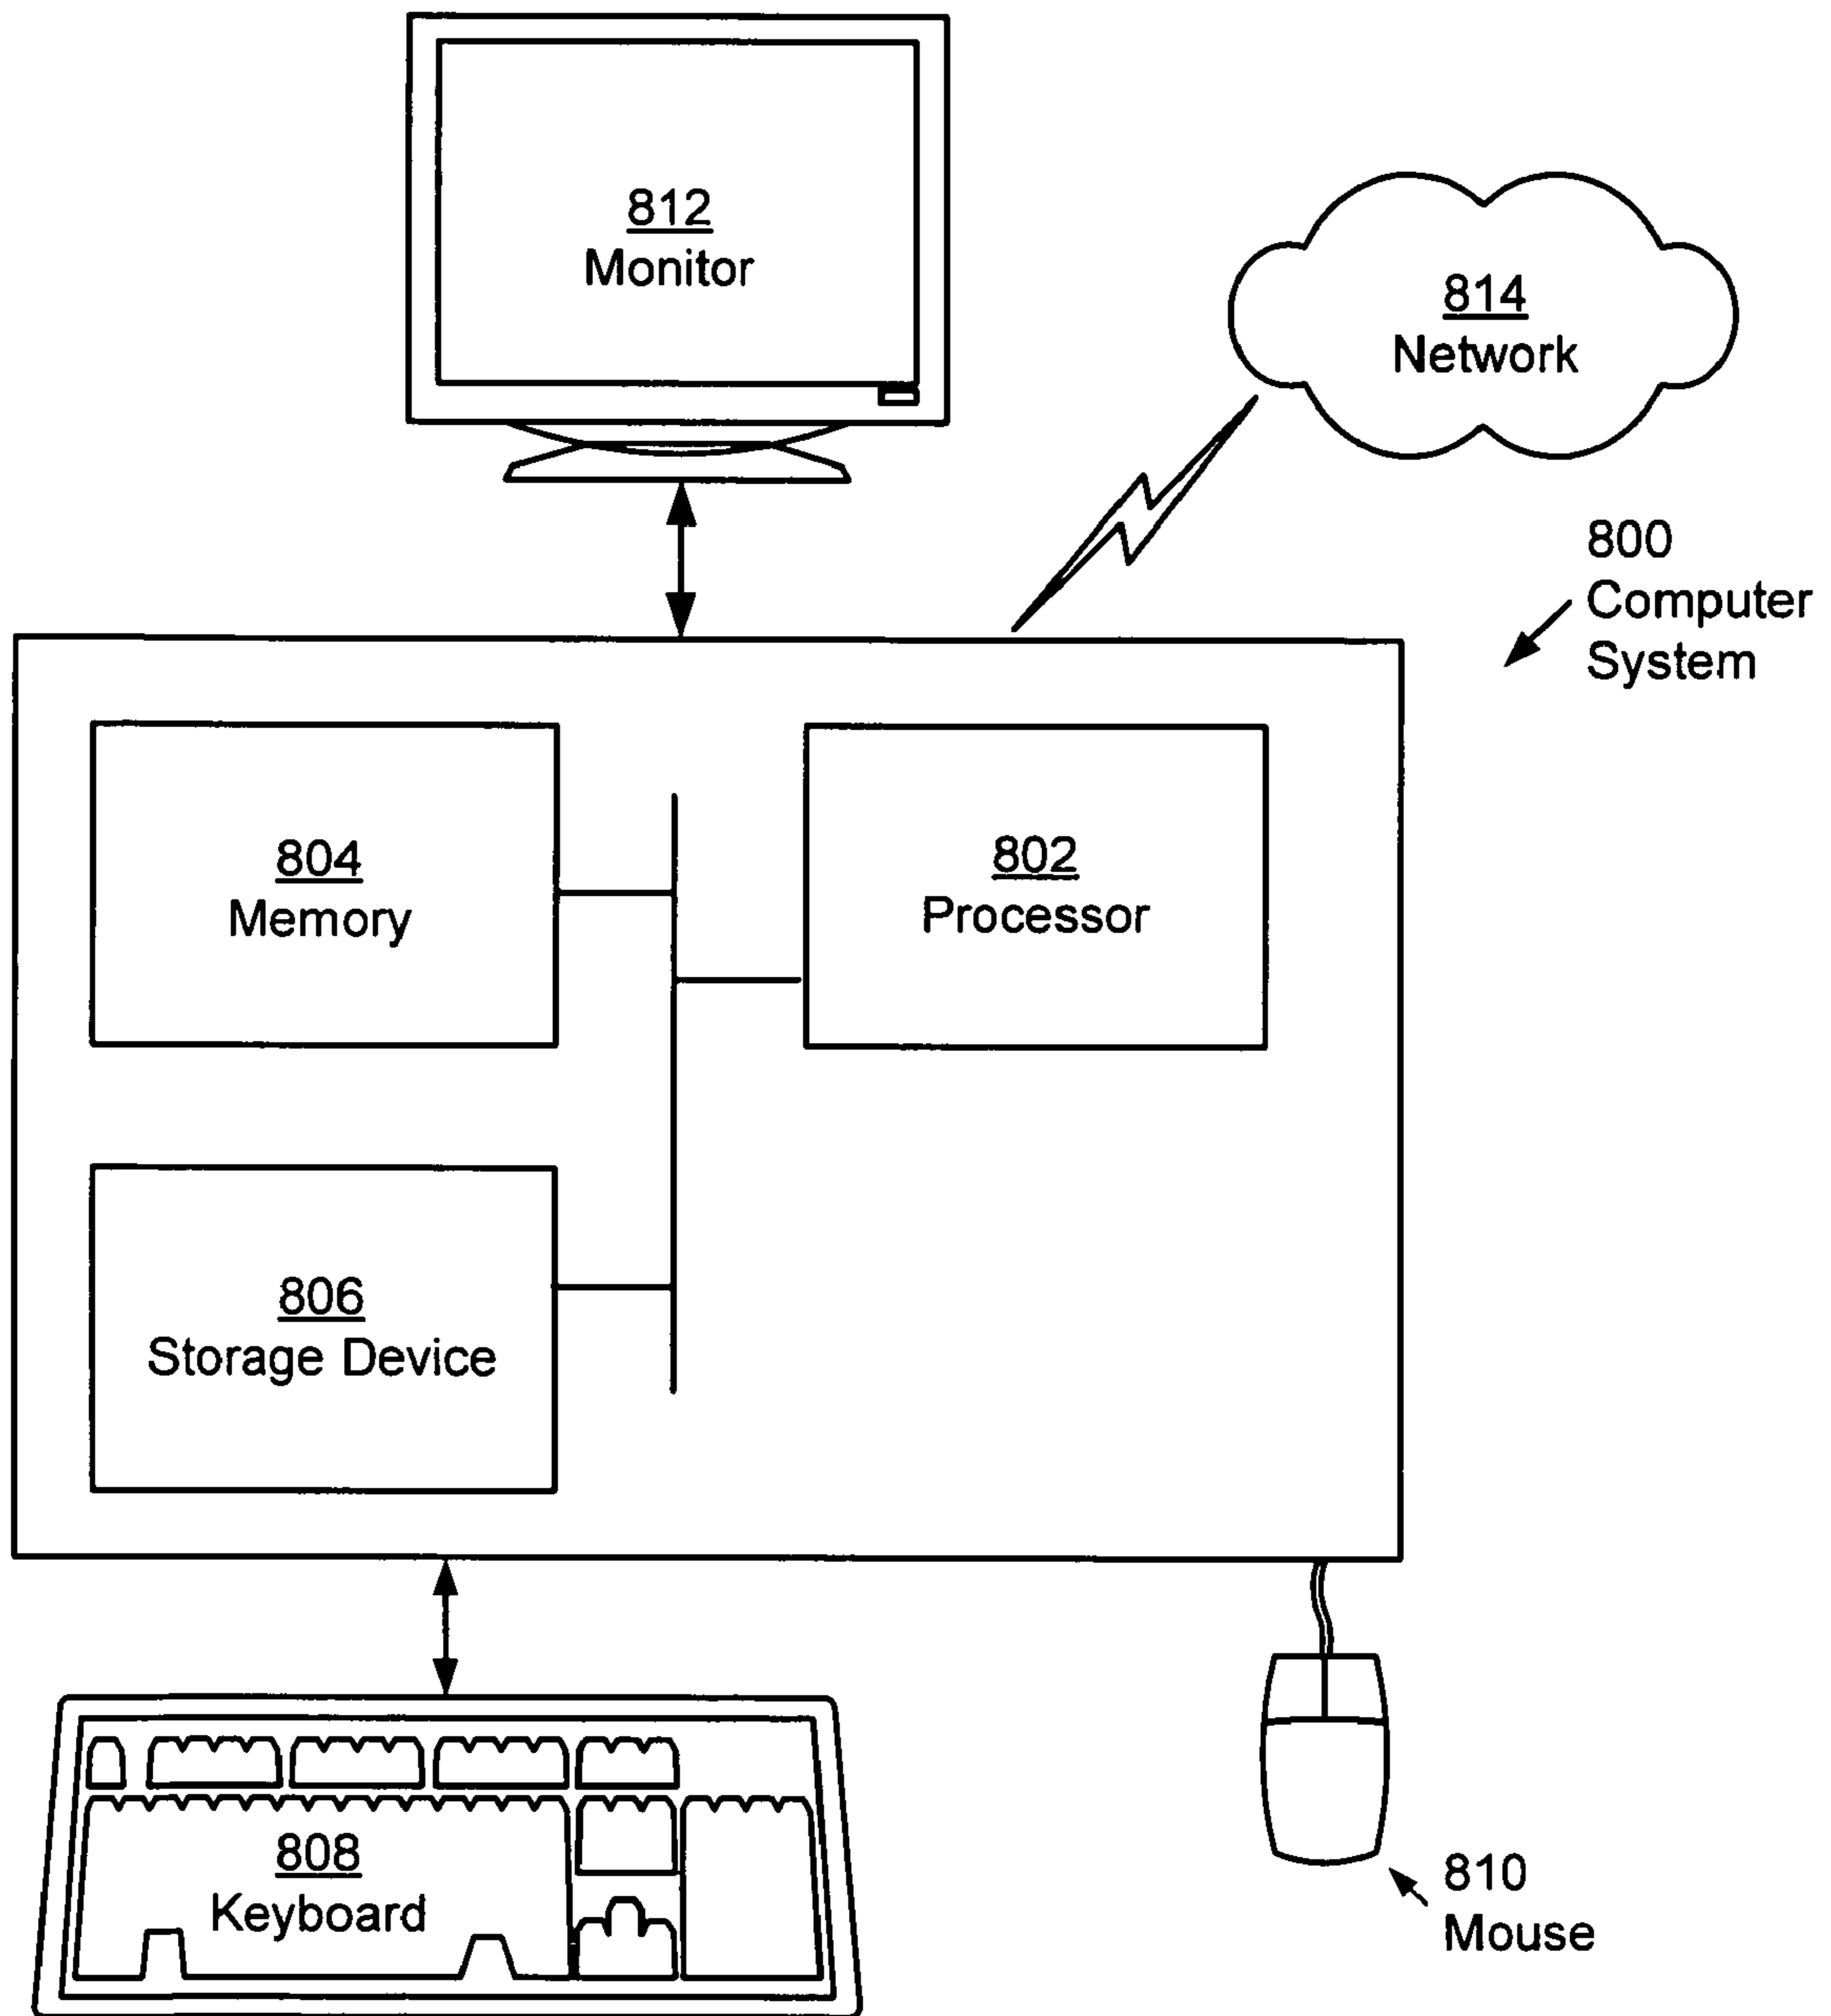 812
Monitor
814
Network
800
Computer
System
804
Memory
802
Processor
806
Storage Device
808
Keyboard
810
Mouse